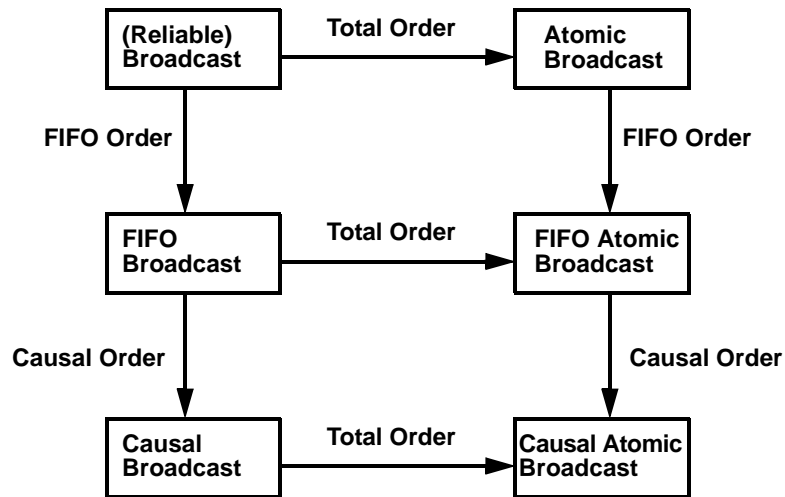 (Reliable)
Broadcast
Total Order
Atomic
Broadcast
FIFO Order
FIFO Order
FIFO
Broadcast
Total Order
FIFO Atomic
Broadcast
Causal Order
Causal Order
Causal
Broadcast
Total Order
Causal Atomic
Broadcast